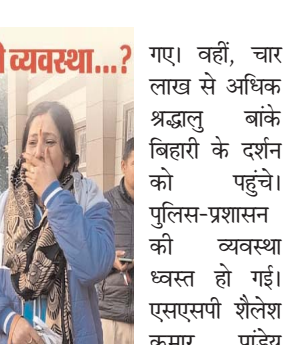 व्यवस्था...?
गए। वहीं, चार
लाख से अधिक
श्रद्धालु बांके
बिहारी के दर्शन
को पहुंचे।
पुलिस-प्रशासन
की व्यवस्था
ध्वस्त हो गई।
एसएसपी शैलेश
कुमार पांडेय